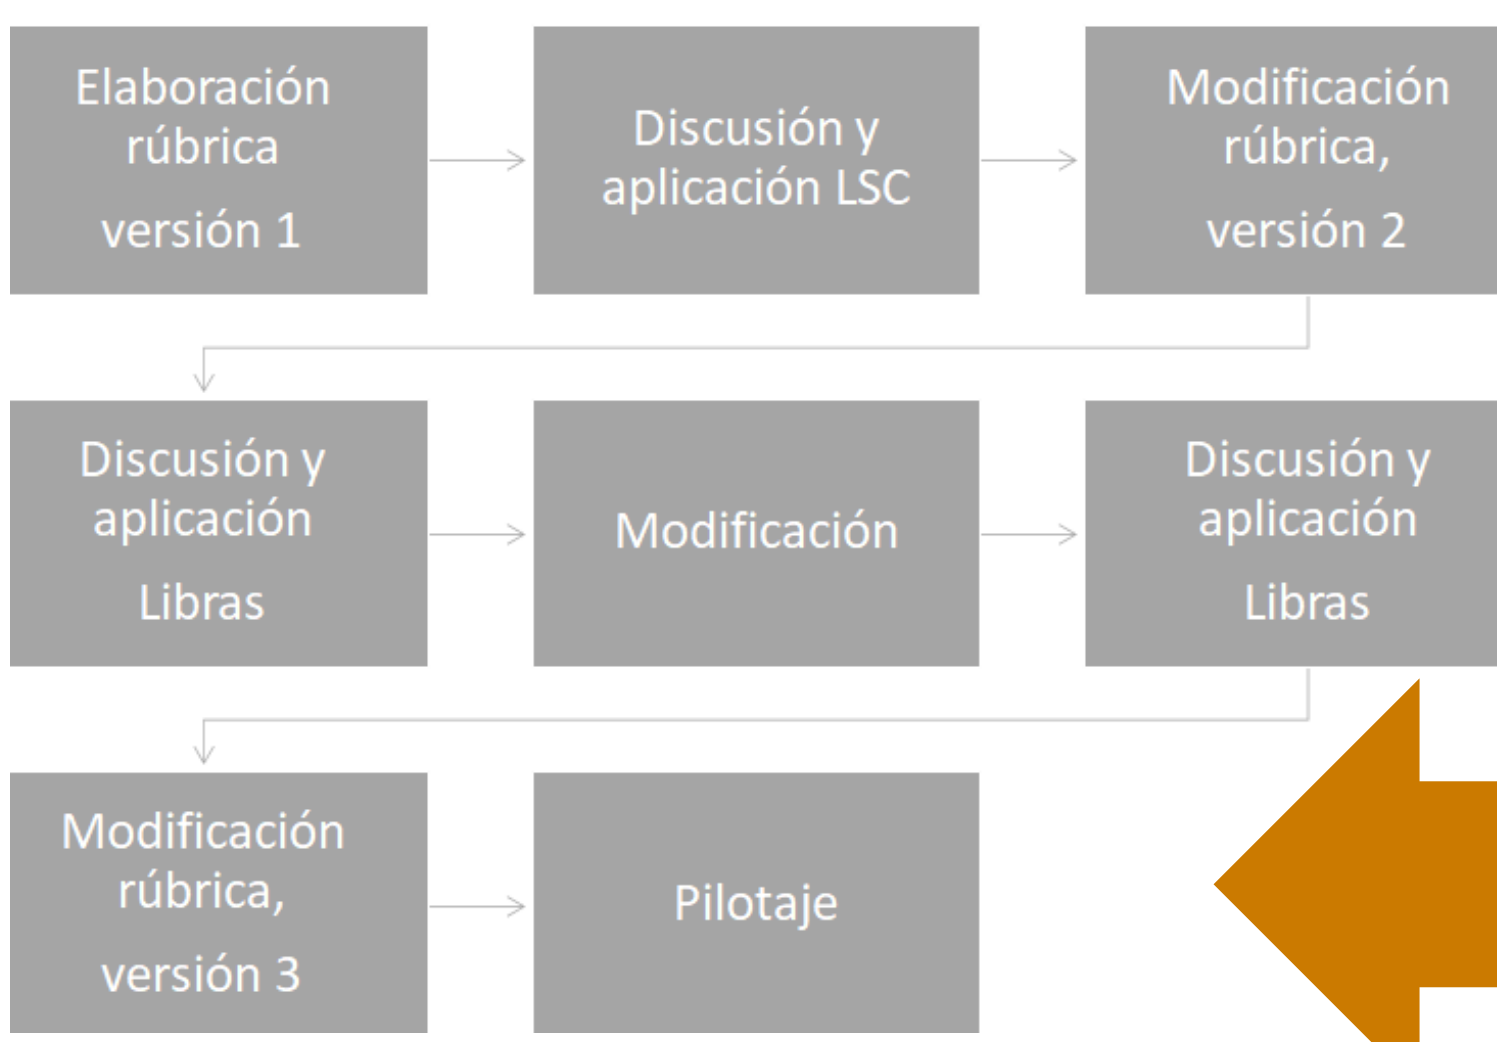 Elaboración
rúbrica
versión 1
Discusión y
aplicación LSC
Modificación
rúbrica,
versión 2
Discusión y
aplicación
Libras
Modificación
Discusión y
aplicación
Libras
Modificación
rúbrica,
versión 3
Pilotaje